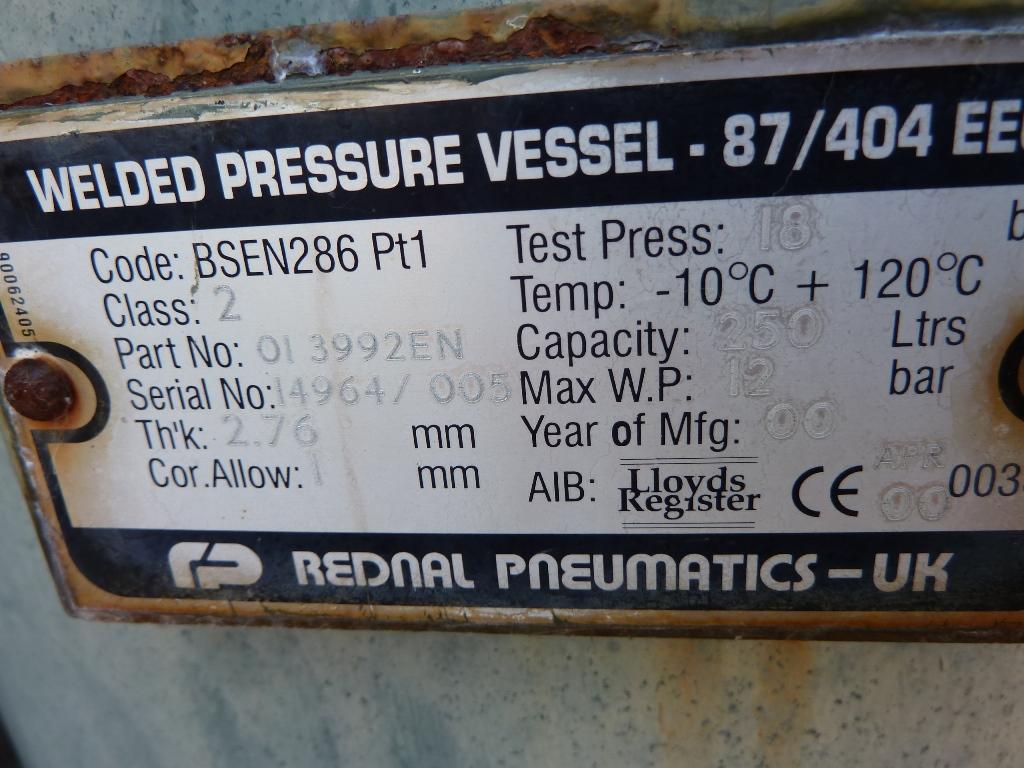 WELDED PRESSURE VESSEL - 87/404 EE
Code: BSEN286 Pt1
Class: 2
Part No: 013992EN
Serial No: 14964/005
Th'k: 2.76 mm
Cor.Allow: 1 mm
Test Press: 18 b
Temp: -10°C + 120°C
Capacity: 250 Ltrs
Max W.P: 12 bar
Year of Mfg: 00
AIB: Lloyds Register CE APR 00 003
90062405
REDNAL PNEUMATICS – UK